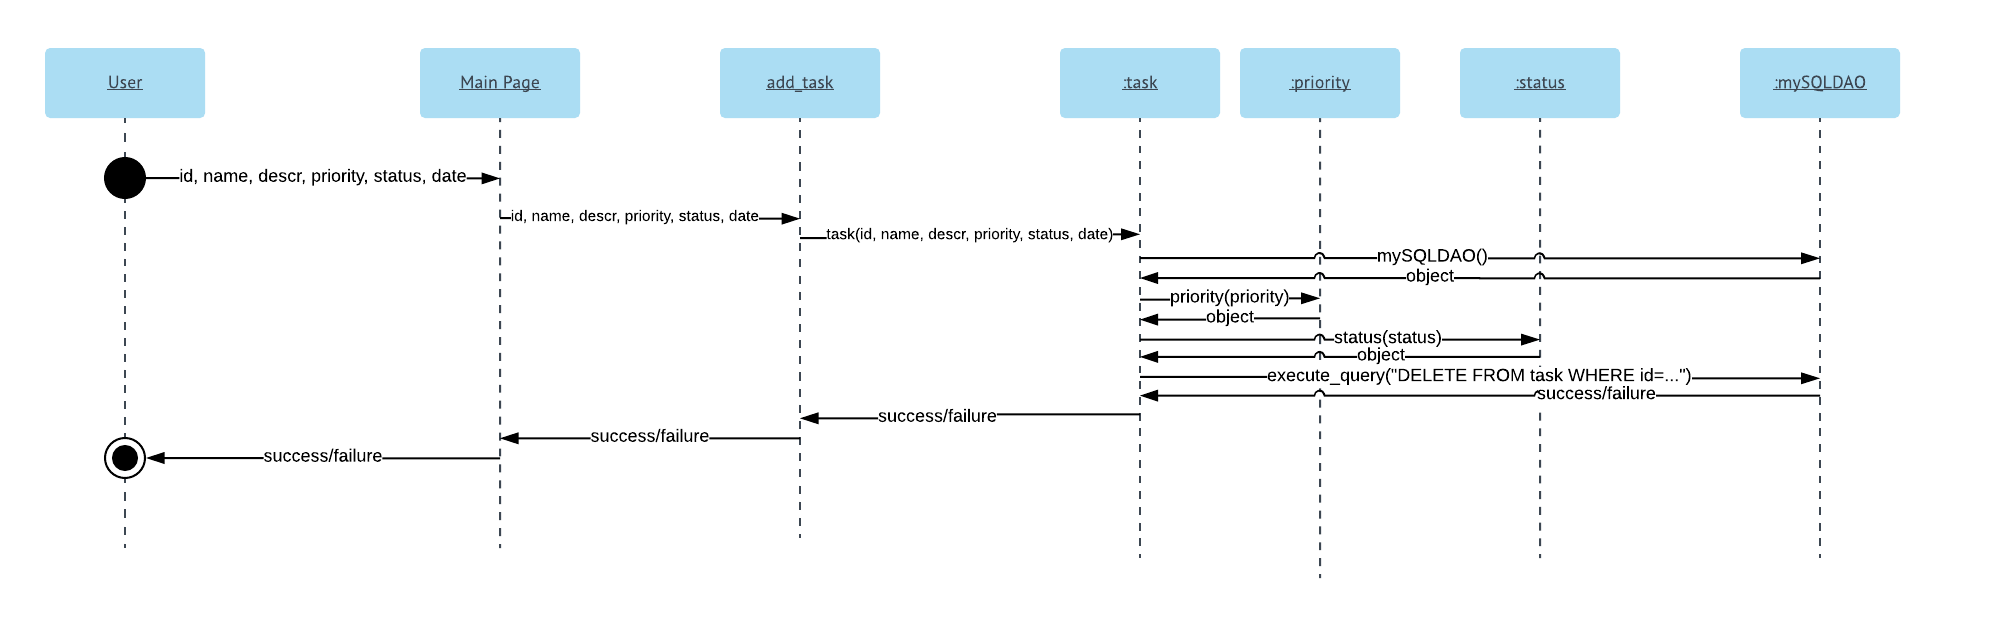 User
Main Page
add_task
:task
:priority
:status
:mySQLDAO
id, name, descr, priority, status, date
id, name, descr, priority, status, date
task(id, name, descr, priority, status, date)
mySQLDAO()
object
priority(priority)
object
status(status)
object
execute_query("DELETE FROM task WHERE id=...")
success/failure
success/failure
success/failure
success/failure